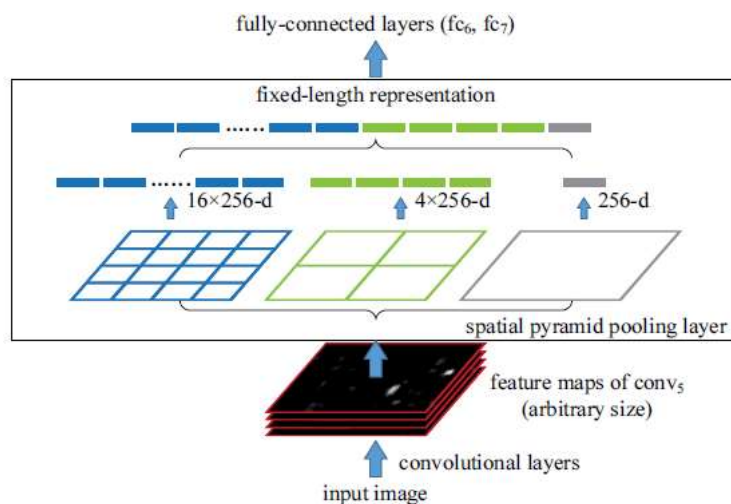 fully-connected layers (fc₆, fc₇)
fixed-length representation
......
......
16×256-d
4×256-d
256-d
spatial pyramid pooling layer
feature maps of conv₅
(arbitrary size)
convolutional layers
input image